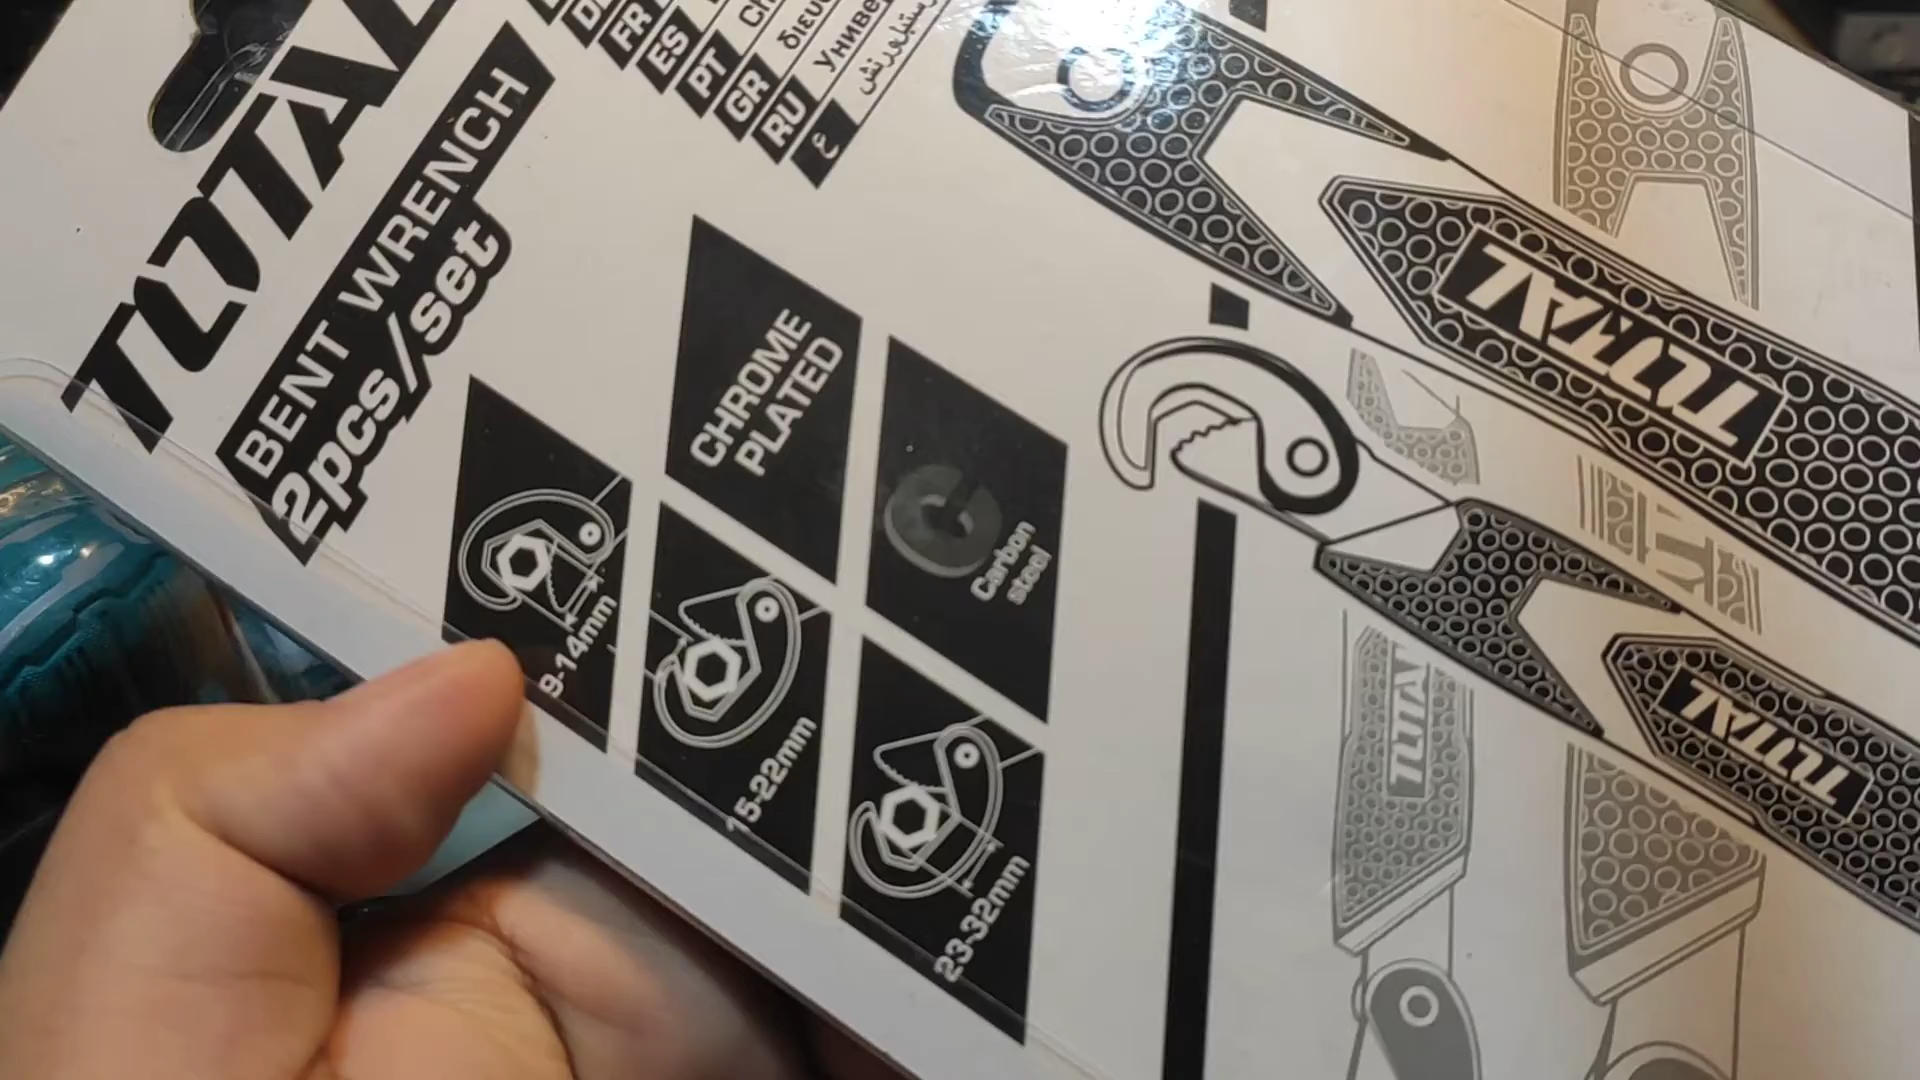 TOTAL
BENT WRENCH
2pcs/set
FR
ES
PT
GR
RU
ع
CHROME
PLATED
Carbon
steel
9-14mm
15-22mm
23-32mm
TOTAL
TOTAL
TOTAL